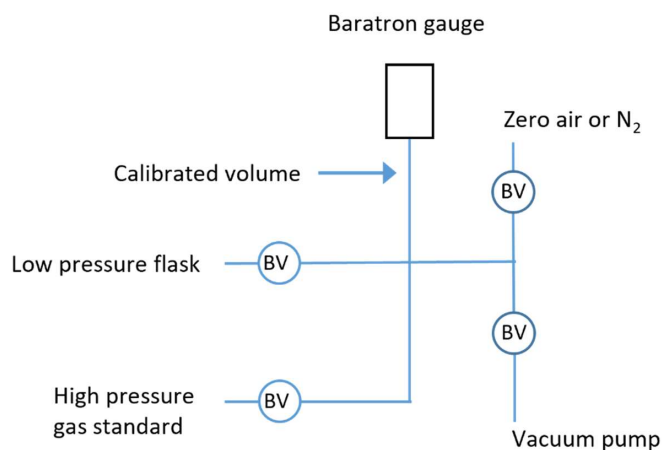 Baratron gauge
Zero air or N₂
BV
Calibrated volume
Low pressure flask
BV
BV
High pressure
gas standard
BV
Vacuum pump